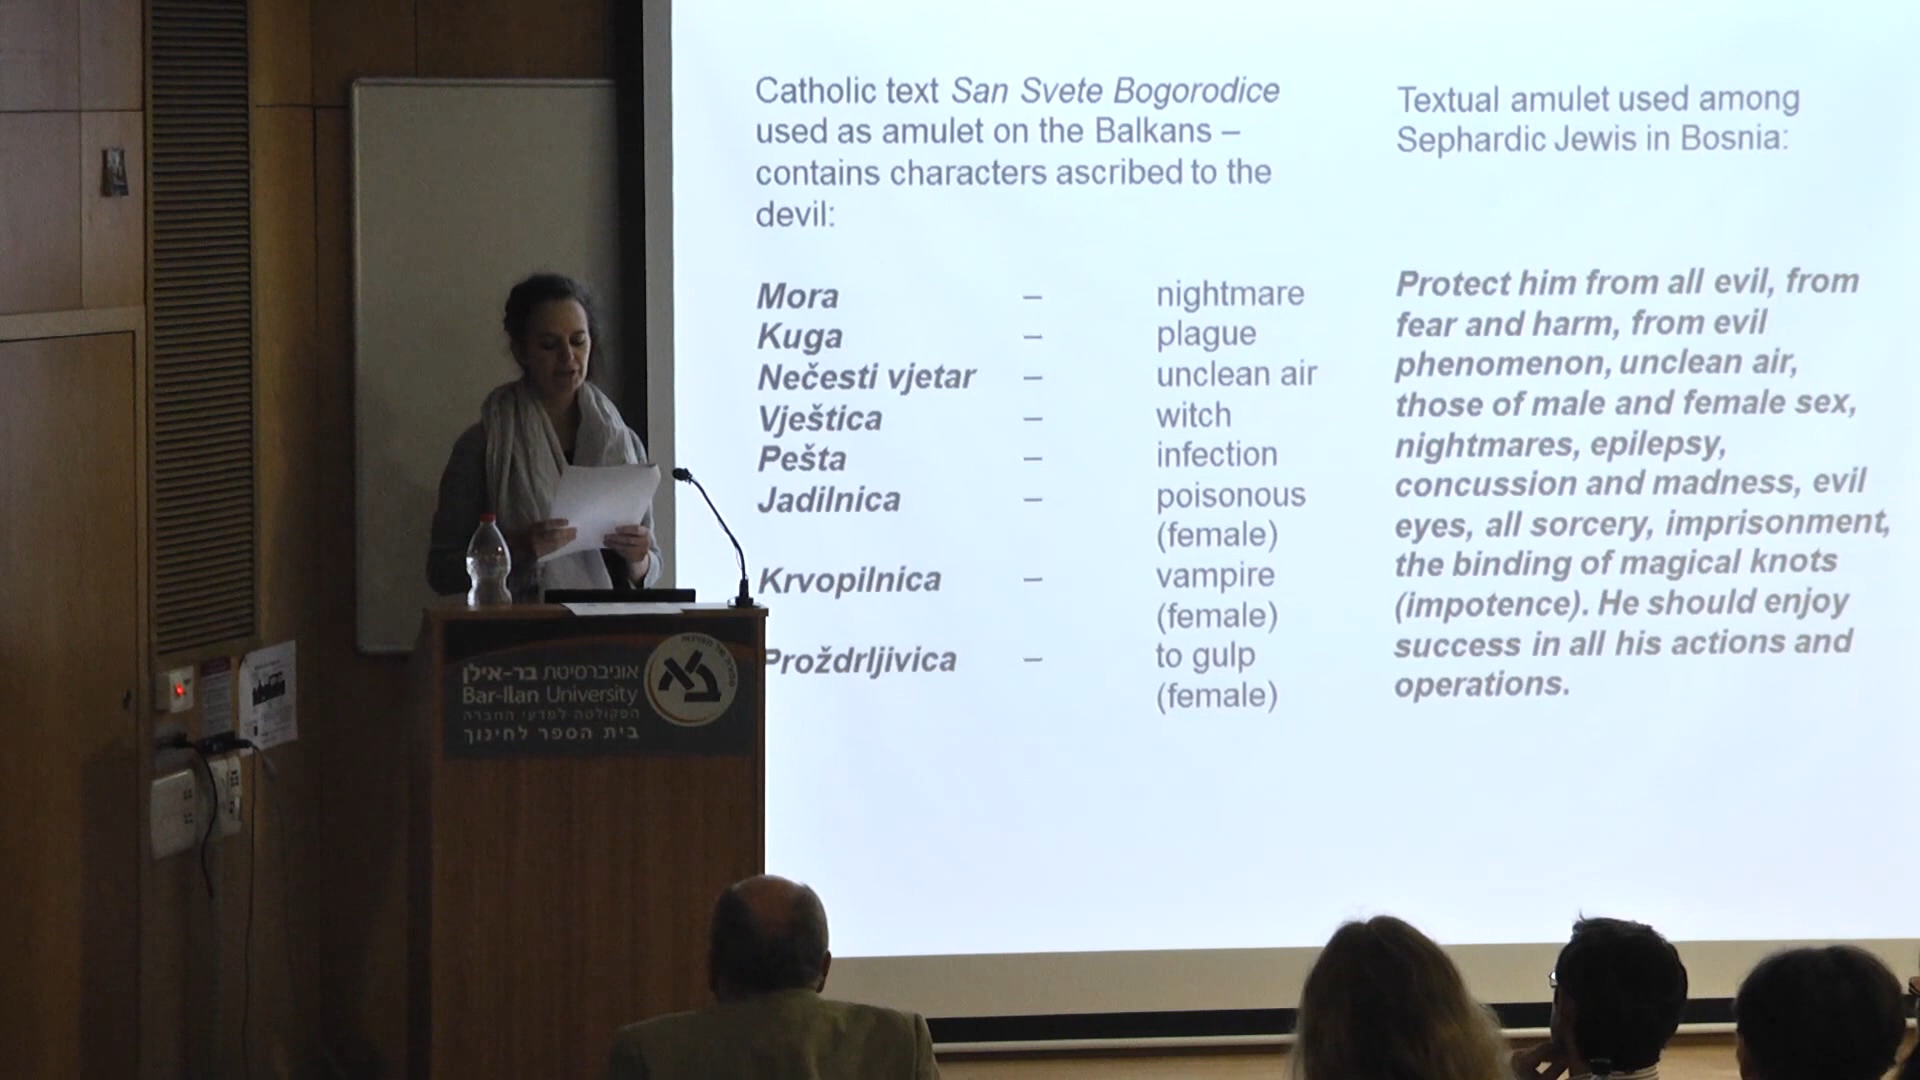 Catholic text San Svete Bogorodice
used as amulet on the Balkans –
contains characters ascribed to the
devil:
Mora – nightmare
Kuga – plague
Nečesti vjetar – unclean air
Vještica – witch
Pešta – infection
Jadilnica – poisonous
(female)
Krvopilnica – vampire
(female)
Proždrljivica – to gulp
(female)
Textual amulet used among
Sephardic Jewis in Bosnia:
Protect him from all evil, from
fear and harm, from evil
phenomenon, unclean air,
those of male and female sex,
nightmares, epilepsy,
concussion and madness, evil
eyes, all sorcery, imprisonment,
the binding of magical knots
(impotence). He should enjoy
success in all his actions and
operations.
אוניברסיטת בר-אילן
Bar-Ilan University
הפקולטה למדעי החברה
בית הספר לחינוך